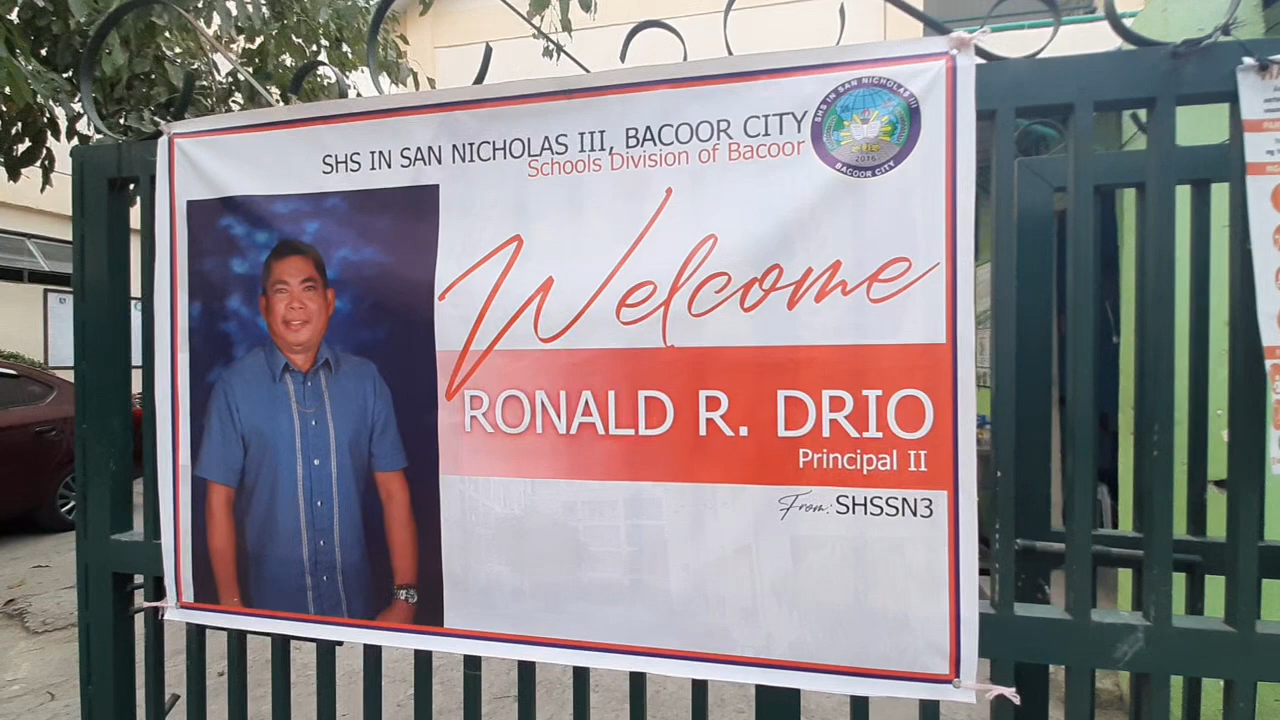 SHS IN SAN NICHOLAS III, BACOOR CITY
Schools Division of Bacoor
SHS IN SAN NICHOLAS III
2016
BACOOR CITY
Welcome
RONALD R. DRIO
Principal II
From: SHSSN3